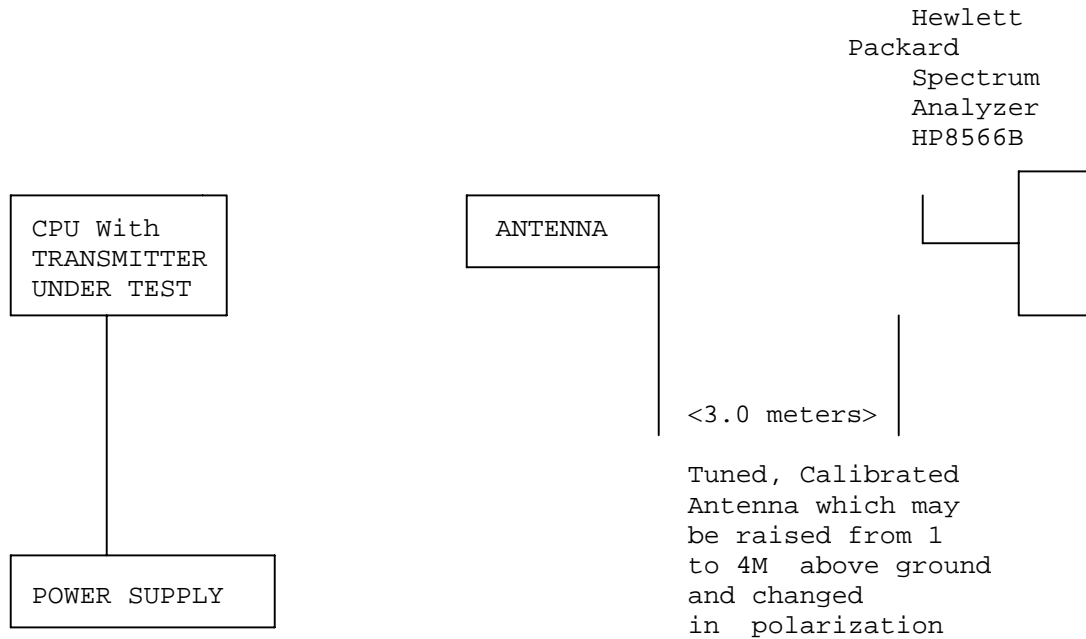 Hewlett
Packard
Spectrum
Analyzer
HP8566B
CPU With
TRANSMITTER
UNDER TEST
ANTENNA
<3.0 meters>
Tuned, Calibrated
Antenna which may
be raised from 1
to 4M above ground
and changed
in polarization
POWER SUPPLY